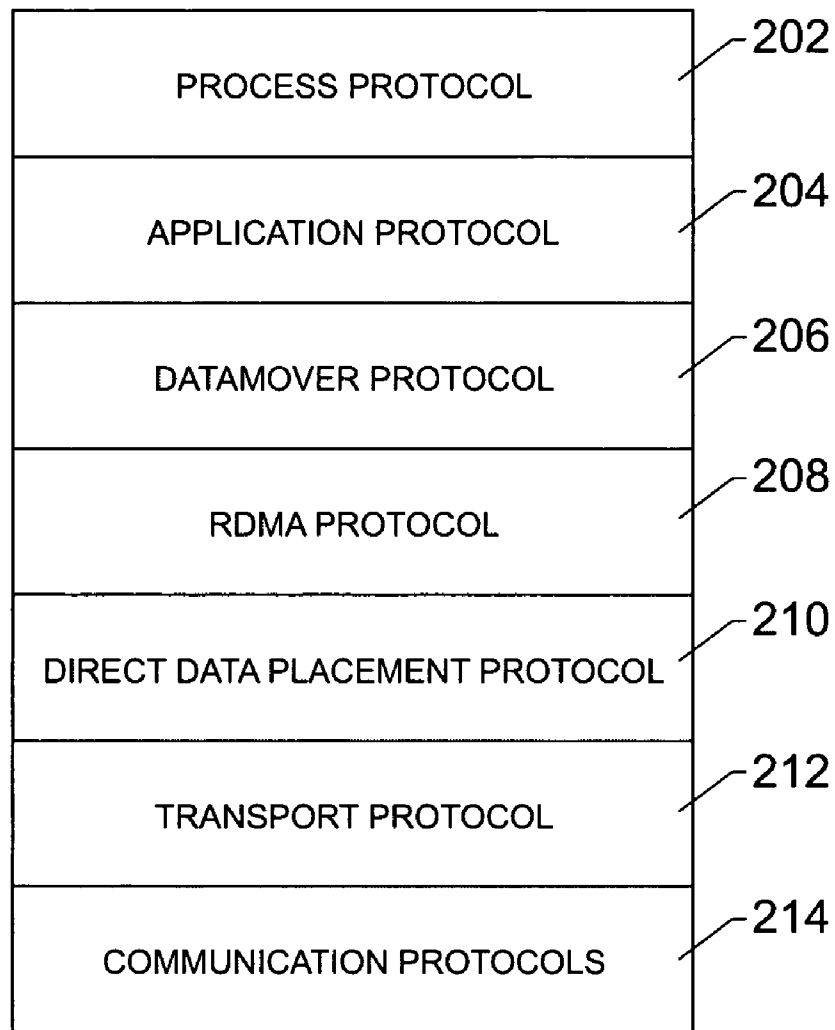 PROCESS PROTOCOL
202
APPLICATION PROTOCOL
204
DATAMOVER PROTOCOL
206
RDMA PROTOCOL
208
DIRECT DATA PLACEMENT PROTOCOL
210
TRANSPORT PROTOCOL
212
COMMUNICATION PROTOCOLS
214